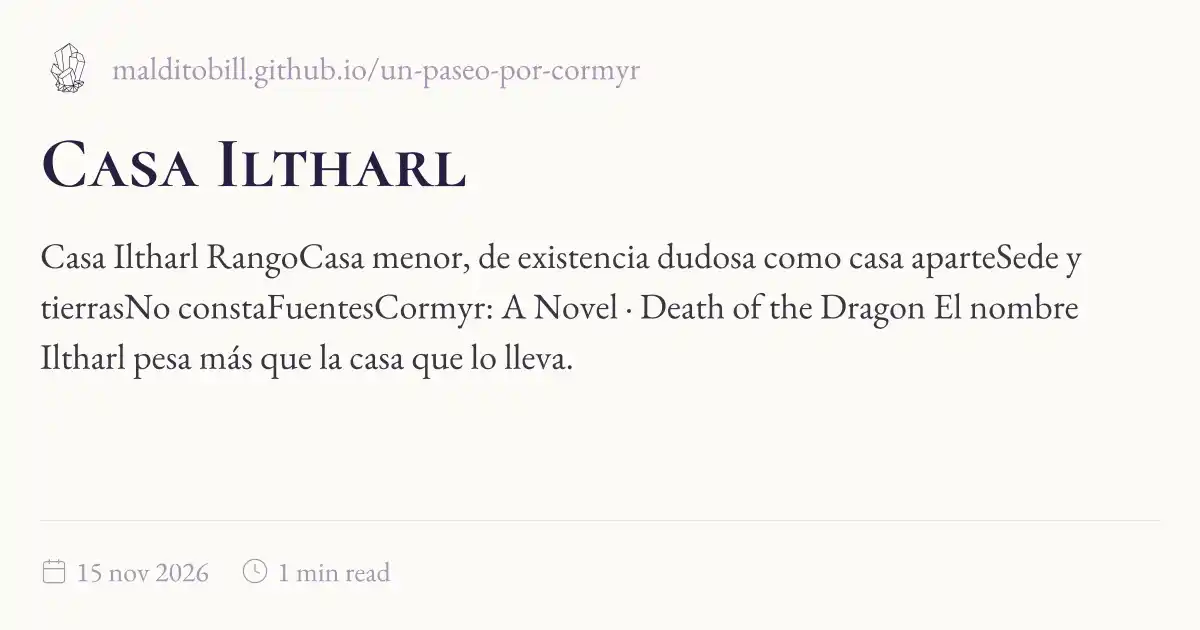 malditobill.github.io/un-paseo-por-cormyr
Casa Iltharl
Casa Iltharl RangoCasa menor, de existencia dudosa como casa aparteSede y
tierrasNo constaFuentesCormyr: A Novel · Death of the Dragon El nombre
Iltharl pesa más que la casa que lo lleva.
15 nov 2026 1 min read